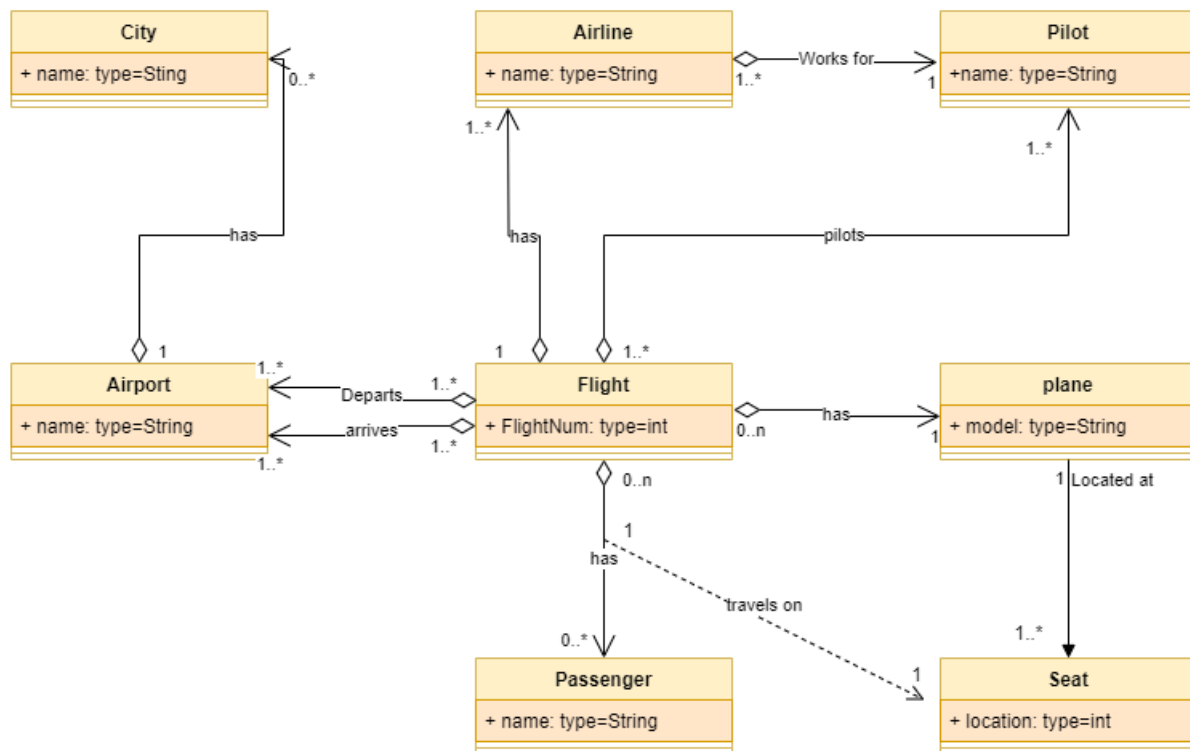 City
+ name: type=Sting
Airline
+ name: type=String
Pilot
+name: type=String
0..*
1..*
Works for
1
1..*
1..*
has
has
pilots
1
1
1..*
Airport
+ name: type=String
1..*
Departs
1..*
arrives
1..*
1..*
Flight
+ FlightNum: type=int
0..n
has
1
plane
+ model: type=String
0..n
1
Located at
1
has
travels on
0..*
1
1..*
Passenger
+ name: type=String
Seat
+ location: type=int